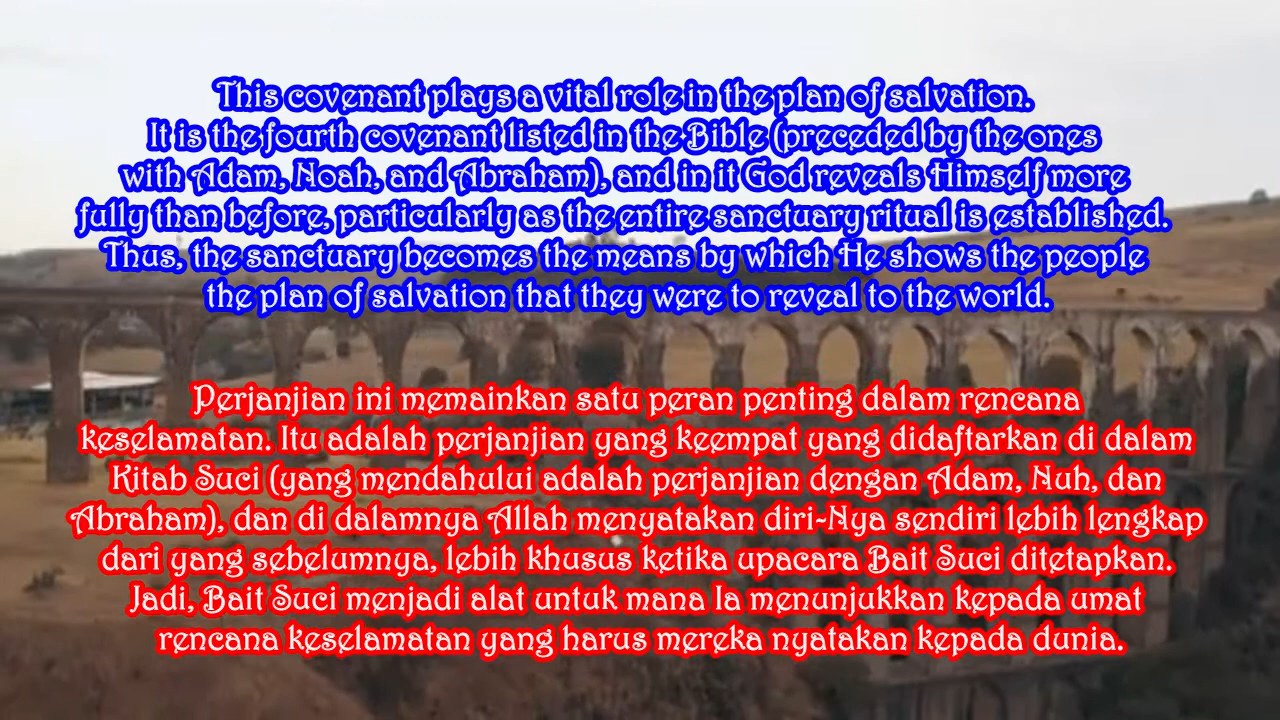 This covenant plays a vital role in the plan of salvation.
It is the fourth covenant listed in the Bible (preceded by the ones
with Adam, Noah, and Abraham), and in it God reveals Himself more
fully than before, particularly as the entire sanctuary ritual is established.
Thus, the sanctuary becomes the means by which He shows the people
the plan of salvation that they were to reveal to the world.
Perjanjian ini memainkan satu peran penting dalam rencana
keselamatan. Itu adalah perjanjian yang keempat yang didaftarkan di dalam
Kitab Suci (yang mendahului adalah perjanjian dengan Adam, Nuh, dan
Abraham), dan di dalamnya Allah menyatakan diri-Nya sendiri lebih lengkap
dari yang sebelumnya, lebih khusus ketika upacara Bait Suci ditetapkan.
Jadi, Bait Suci menjadi alat untuk mana Ia menunjukkan kepada umat
rencana keselamatan yang harus mereka nyatakan kepada dunia.